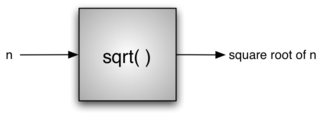 n
sqrt( )
square root of n